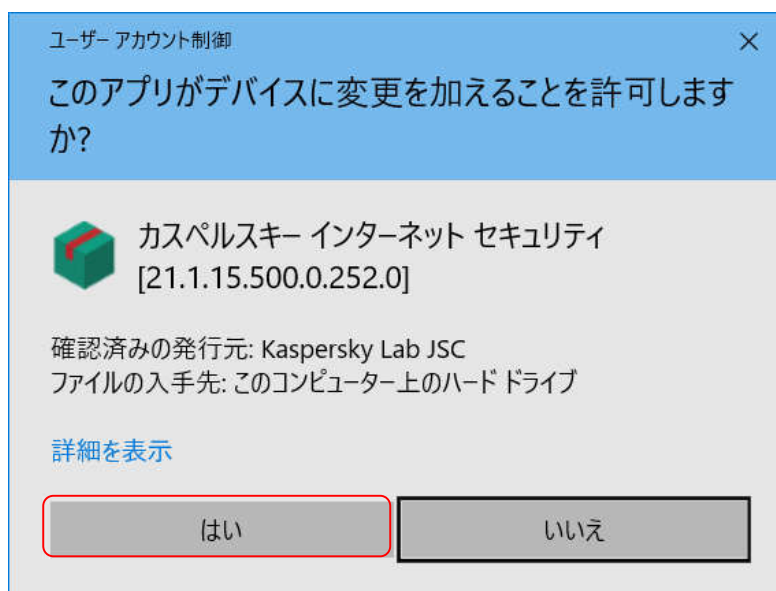 ユーザー アカウント制御
このアプリがデバイスに変更を加えることを許可します
か?
カスペルスキー インターネット セキュリティ
[21.1.15.500.0.252.0]
確認済みの発行元: Kaspersky Lab JSC
ファイルの入手先: このコンピューター上のハード ドライブ
詳細を表示
はい
いいえ